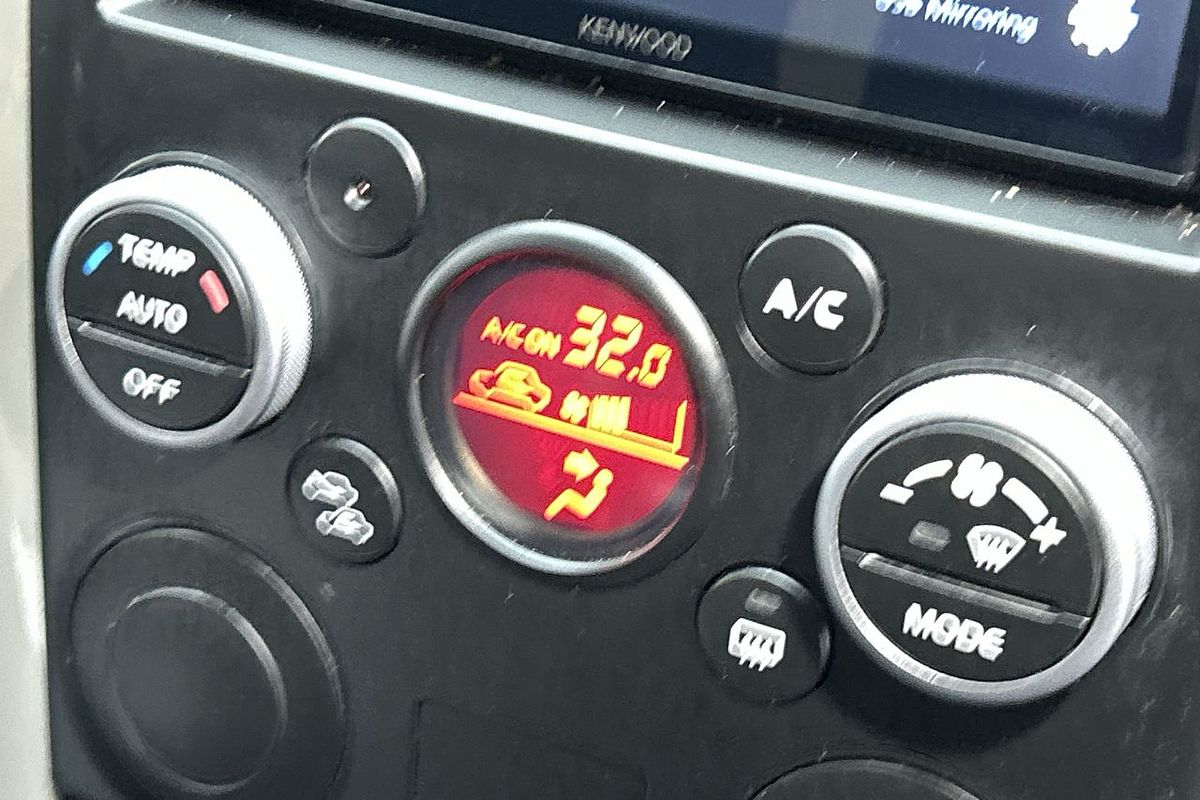 Mirroring
KENWOOD
TEMP
AUTO
OFF
A/C ON 32.0
A/C
MODE